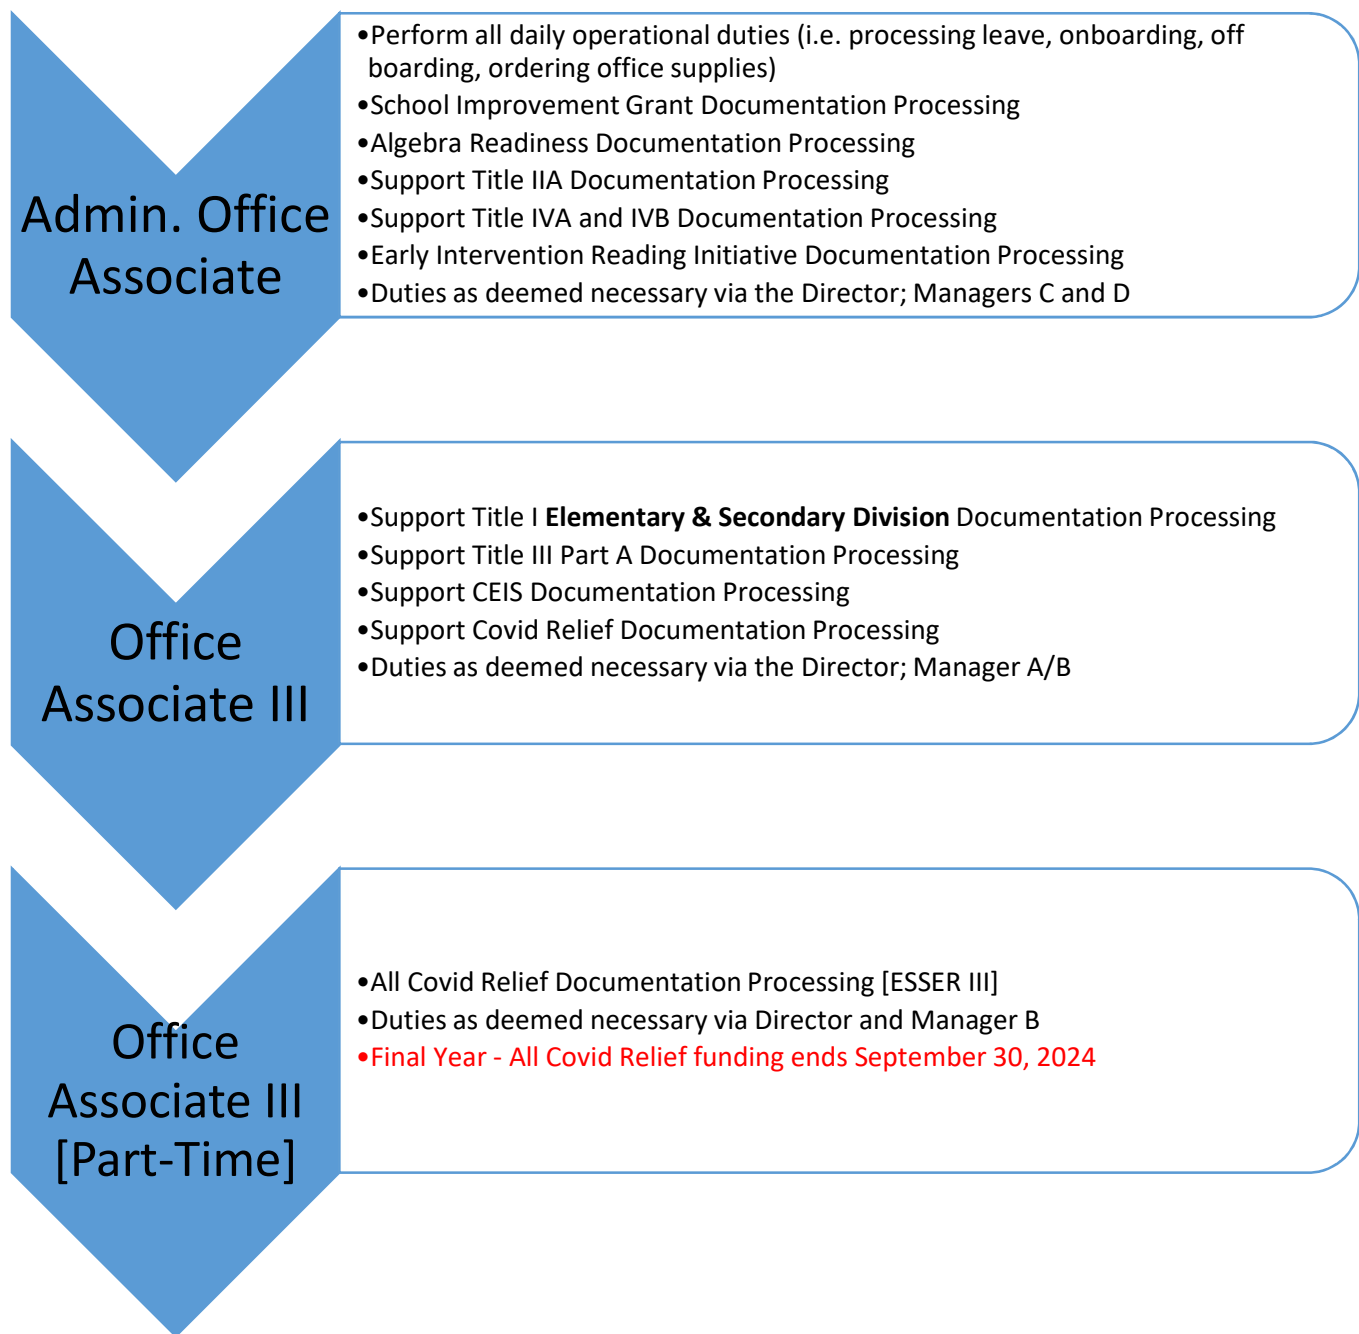 Admin. Office
Associate
•Perform all daily operational duties (i.e. processing leave, onboarding, off
boarding, ordering office supplies)
•School Improvement Grant Documentation Processing
•Algebra Readiness Documentation Processing
•Support Title IIA Documentation Processing
•Support Title IVA and IVB Documentation Processing
•Early Intervention Reading Initiative Documentation Processing
•Duties as deemed necessary via the Director; Managers C and D
Office
Associate III
•Support Title I Elementary & Secondary Division Documentation Processing
•Support Title III Part A Documentation Processing
•Support CEIS Documentation Processing
•Support Covid Relief Documentation Processing
•Duties as deemed necessary via the Director; Manager A/B
Office
Associate III
[Part-Time]
•All Covid Relief Documentation Processing [ESSER III]
•Duties as deemed necessary via Director and Manager B
•Final Year - All Covid Relief funding ends September 30, 2024